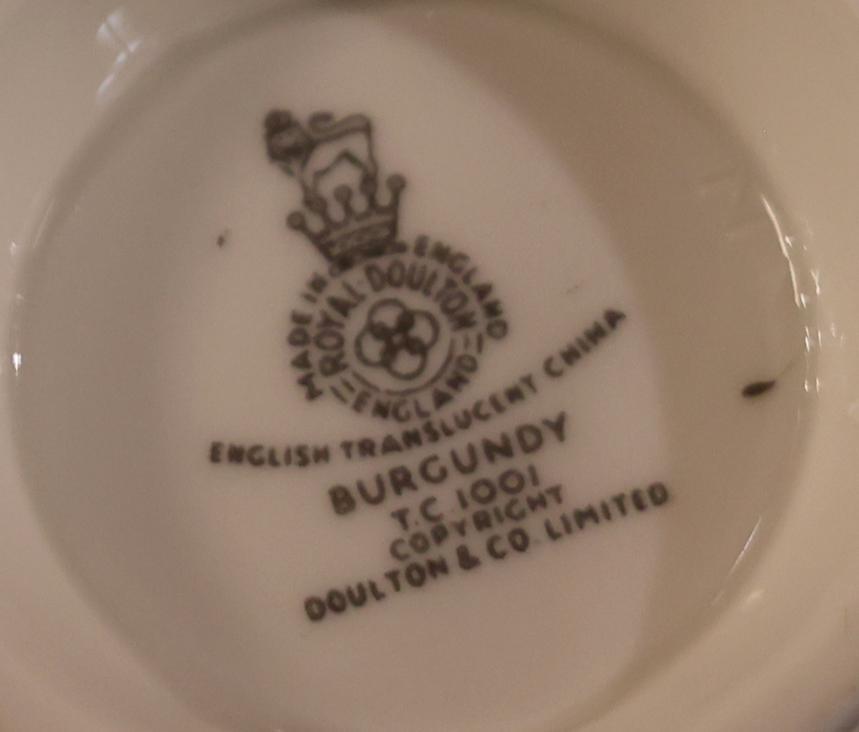 MADE IN ENGLAND
ROYAL·DOULTON
ENGLAND
ENGLISH TRANSLUCENT CHINA
BURGUNDY
T.C. 1001
COPYRIGHT
DOULTON & CO. LIMITED